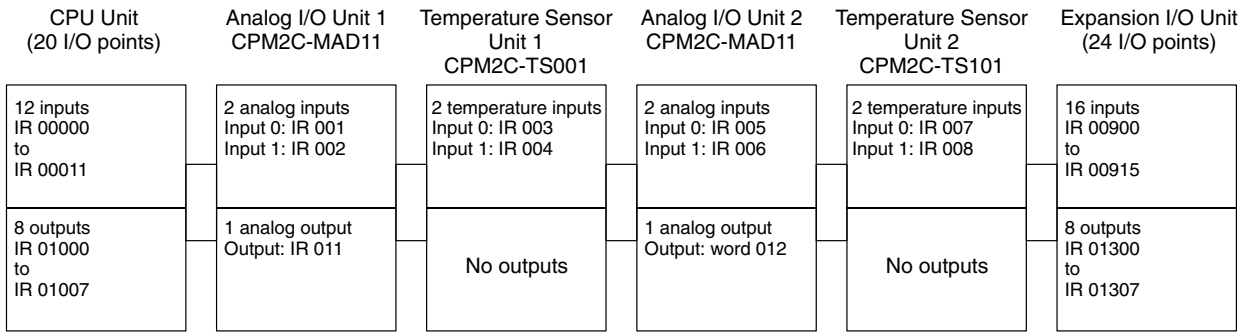 CPU Unit
(20 I/O points)
Analog I/O Unit 1
CPM2C-MAD11
Temperature Sensor
Unit 1
CPM2C-TS001
Analog I/O Unit 2
CPM2C-MAD11
Temperature Sensor
Unit 2
CPM2C-TS101
Expansion I/O Unit
(24 I/O points)
12 inputs
IR 00000
to
IR 00011
2 analog inputs
Input 0: IR 001
Input 1: IR 002
2 temperature inputs
Input 0: IR 003
Input 1: IR 004
2 analog inputs
Input 0: IR 005
Input 1: IR 006
2 temperature inputs
Input 0: IR 007
Input 1: IR 008
16 inputs
IR 00900
to
IR 00915
8 outputs
IR 01000
to
IR 01007
1 analog output
Output: IR 011
No outputs
1 analog output
Output: word 012
No outputs
8 outputs
IR 01300
to
IR 01307